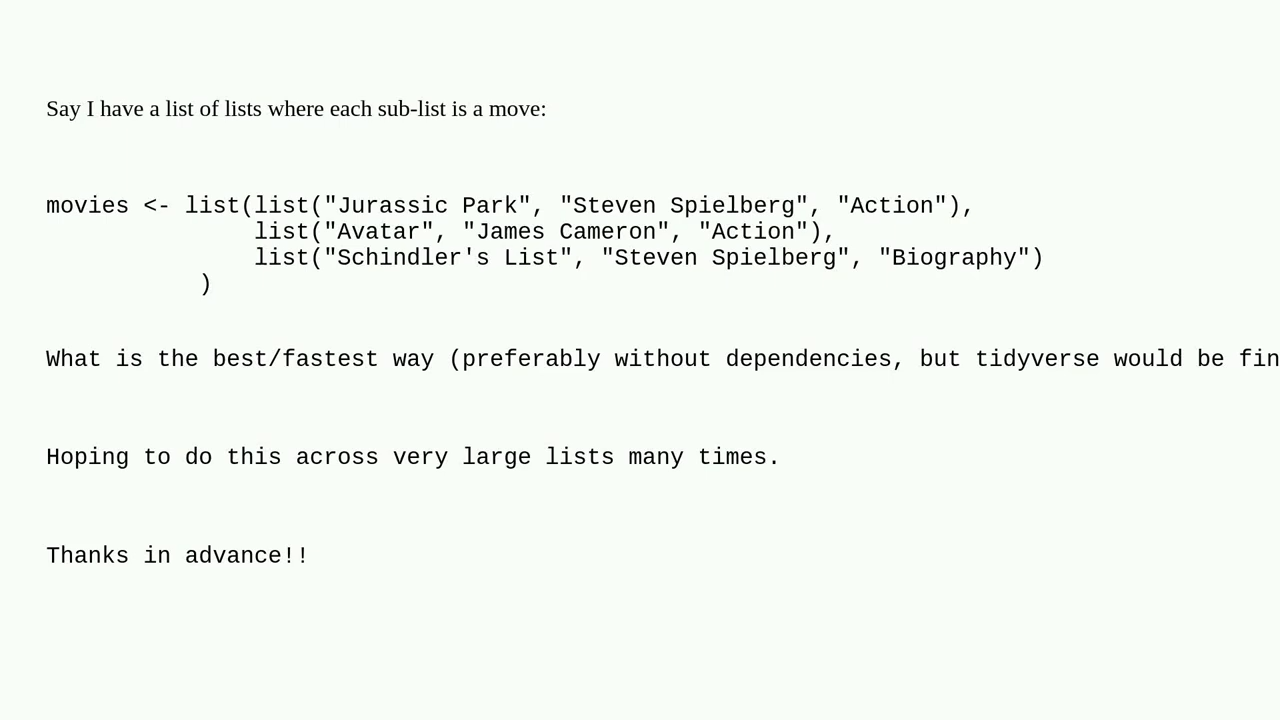 Say I have a list of lists where each sub-list is a move:
movies <- list(list("Jurassic Park", "Steven Spielberg", "Action"),
               list("Avatar", "James Cameron", "Action"),
               list("Schindler's List", "Steven Spielberg", "Biography")
           )
What is the best/fastest way (preferably without dependencies, but tidyverse would be fin
Hoping to do this across very large lists many times.
Thanks in advance!!